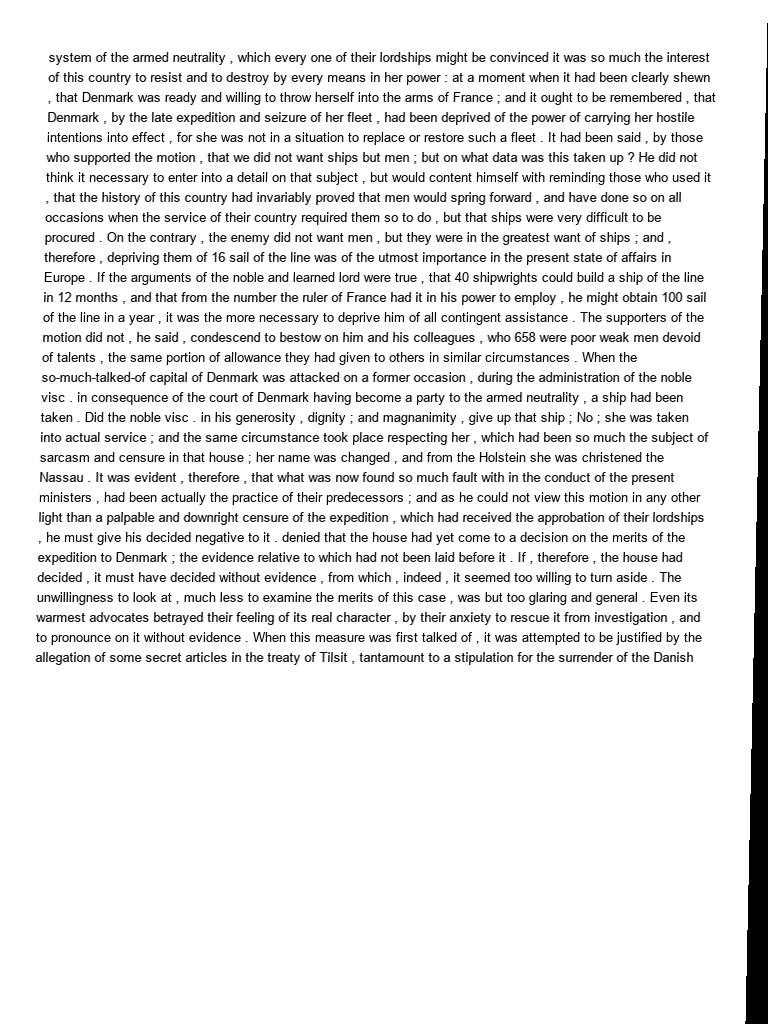 system of the armed neutrality , which every one of their lordships might be convinced it was so much the interest
of this country to resist and to destroy by every means in her power : at a moment when it had been clearly shewn
, that Denmark was ready and willing to throw herself into the arms of France ; and it ought to be remembered , that
Denmark , by the late expedition and seizure of her fleet , had been deprived of the power of carrying her hostile
intentions into effect , for she was not in a situation to replace or restore such a fleet . It had been said , by those
who supported the motion , that we did not want ships but men ; but on what data was this taken up ? He did not
think it necessary to enter into a detail on that subject , but would content himself with reminding those who used it
, that the history of this country had invariably proved that men would spring forward , and have done so on all
occasions when the service of their country required them so to do , but that ships were very difficult to be
procured . On the contrary , the enemy did not want men , but they were in the greatest want of ships ; and ,
therefore , depriving them of 16 sail of the line was of the utmost importance in the present state of affairs in
Europe . If the arguments of the noble and learned lord were true , that 40 shipwrights could build a ship of the line
in 12 months , and that from the number the ruler of France had it in his power to employ , he might obtain 100 sail
of the line in a year , it was the more necessary to deprive him of all contingent assistance . The supporters of the
motion did not , he said , condescend to bestow on him and his colleagues , who 658 were poor weak men devoid
of talents , the same portion of allowance they had given to others in similar circumstances . When the
so-much-talked-of capital of Denmark was attacked on a former occasion , during the administration of the noble
visc . in consequence of the court of Denmark having become a party to the armed neutrality , a ship had been
taken . Did the noble visc . in his generosity , dignity ; and magnanimity , give up that ship ; No ; she was taken
into actual service ; and the same circumstance took place respecting her , which had been so much the subject of
sarcasm and censure in that house ; her name was changed , and from the Holstein she was christened the
Nassau . It was evident , therefore , that what was now found so much fault with in the conduct of the present
ministers , had been actually the practice of their predecessors ; and as he could not view this motion in any other
light than a palpable and downright censure of the expedition , which had received the approbation of their lordships
, he must give his decided negative to it . denied that the house had yet come to a decision on the merits of the
expedition to Denmark ; the evidence relative to which had not been laid before it . If , therefore , the house had
decided , it must have decided without evidence , from which , indeed , it seemed too willing to turn aside . The
unwillingness to look at , much less to examine the merits of this case , was but too glaring and general . Even its
warmest advocates betrayed their feeling of its real character , by their anxiety to rescue it from investigation , and
to pronounce on it without evidence . When this measure was first talked of , it was attempted to be justified by the
allegation of some secret articles in the treaty of Tilsit , tantamount to a stipulation for the surrender of the Danish